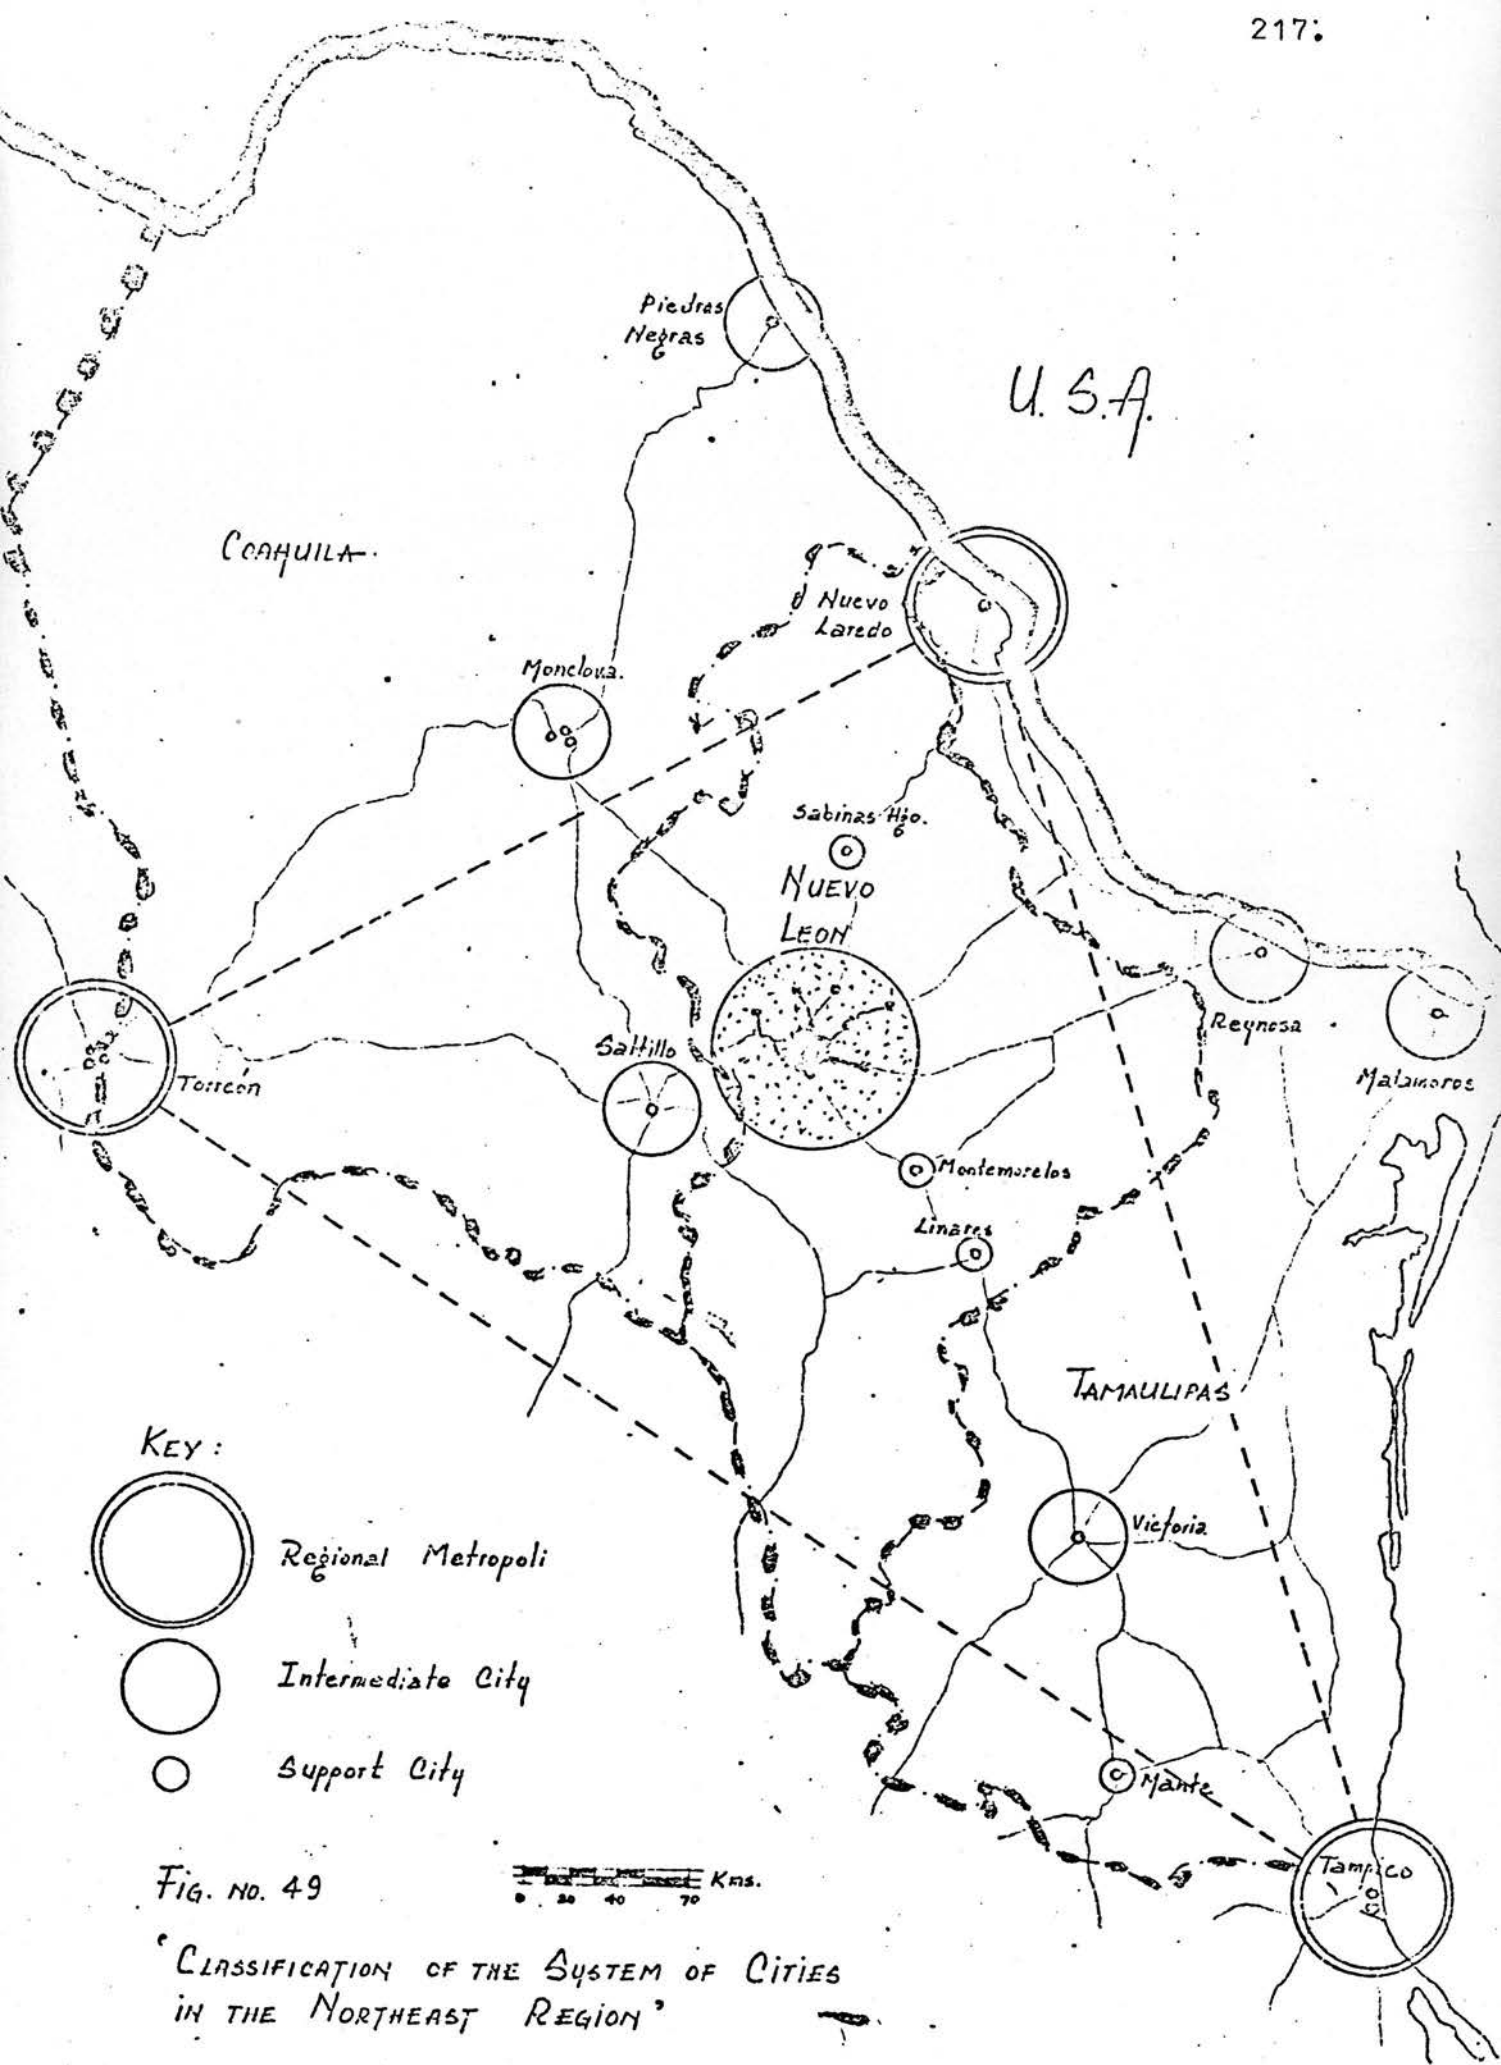 217:
Piedras
Negras
U. S. A.
COAHUILA.
Nuevo
Laredo
Monclova.
Sabinas Hgo.
NUEVO
LEON
Reynosa
Saltillo
Torreón
Matamoros
Montemorelos
Linares
TAMAULIPAS
KEY:
Victoria
Regional Metropoli
Intermediate City
Support City
Mante
Tampico
FIG. NO. 49
Kms.
0 20 40 70
'CLASSIFICATION OF THE SYSTEM OF CITIES
IN THE NORTHEAST REGION'